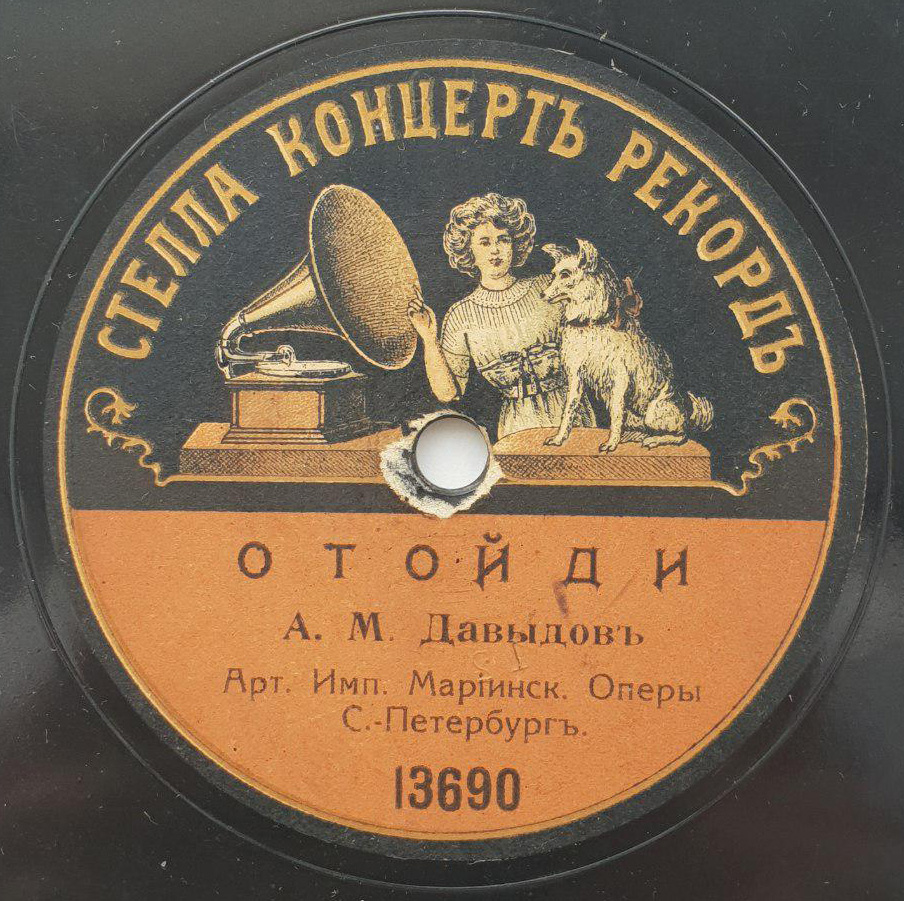 СТЕЛЛА КОНЦЕРТЪ РЕКОРДЪ
ОТОЙДИ
А. М. Давыдовъ
Арт. Имп. Маріинск. Оперы
С.-Петербургъ.
13690